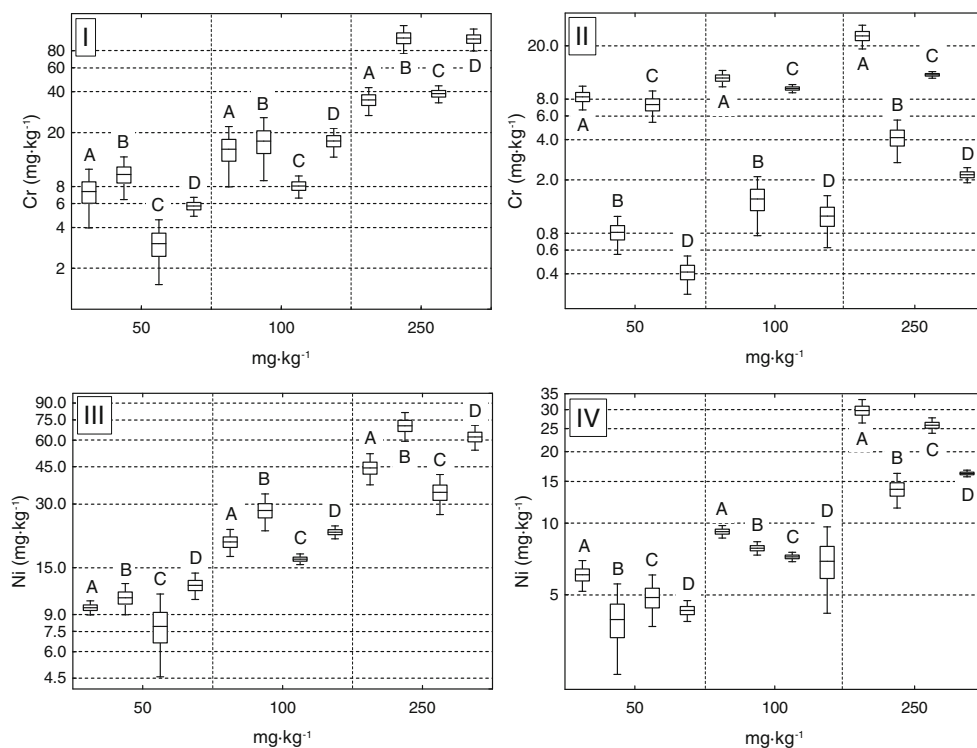 I
Cr (mg·kg⁻¹)
80
60
40
20
8
6
4
2
A
B
C
D
A
B
C
D
A
B
C
D
50
100
250
mg·kg⁻¹
II
Cr (mg·kg⁻¹)
20.0
8.0
4.0
2.0
0.8
0.6
0.4
A
B
C
D
A
B
C
D
A
B
C
D
50
100
250
mg·kg⁻¹
III
Ni (mg·kg⁻¹)
90.0
75.0
60.0
45.0
30.0
15.0
9.0
7.5
6.0
4.5
A
B
C
D
A
B
C
D
A
B
C
D
50
100
250
mg·kg⁻¹
IV
Ni (mg·kg⁻¹)
35
30
25
20
15
10
5
A
B
C
D
A
B
C
D
A
B
C
D
50
100
250
mg·kg⁻¹